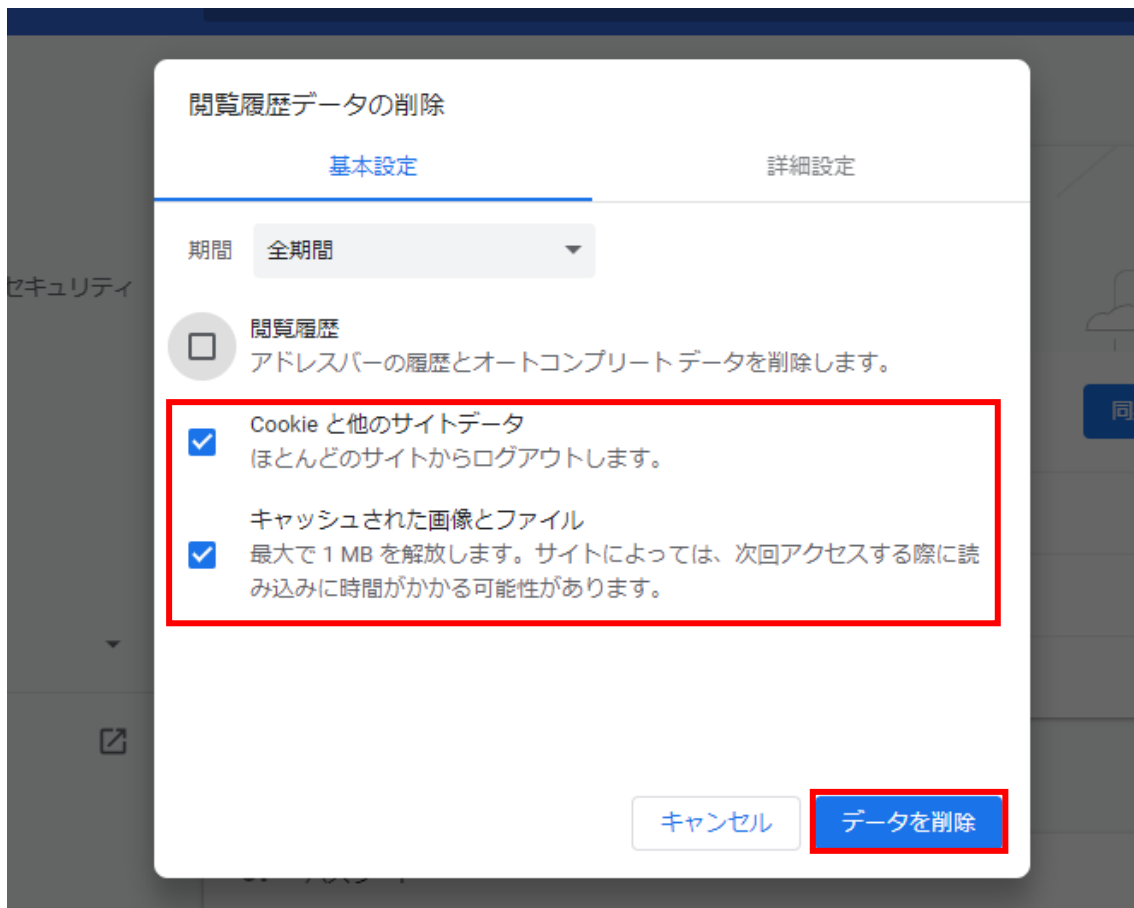 閲覧履歴データの削除
基本設定
詳細設定
期間
全期間
セキュリティ
閲覧履歴
アドレスバーの履歴とオートコンプリート データを削除します。
Cookie と他のサイトデータ
ほとんどのサイトからログアウトします。
同
キャッシュされた画像とファイル
最大で 1 MB を解放します。サイトによっては、次回アクセスする際に読
み込みに時間がかかる可能性があります。
キャンセル
データを削除